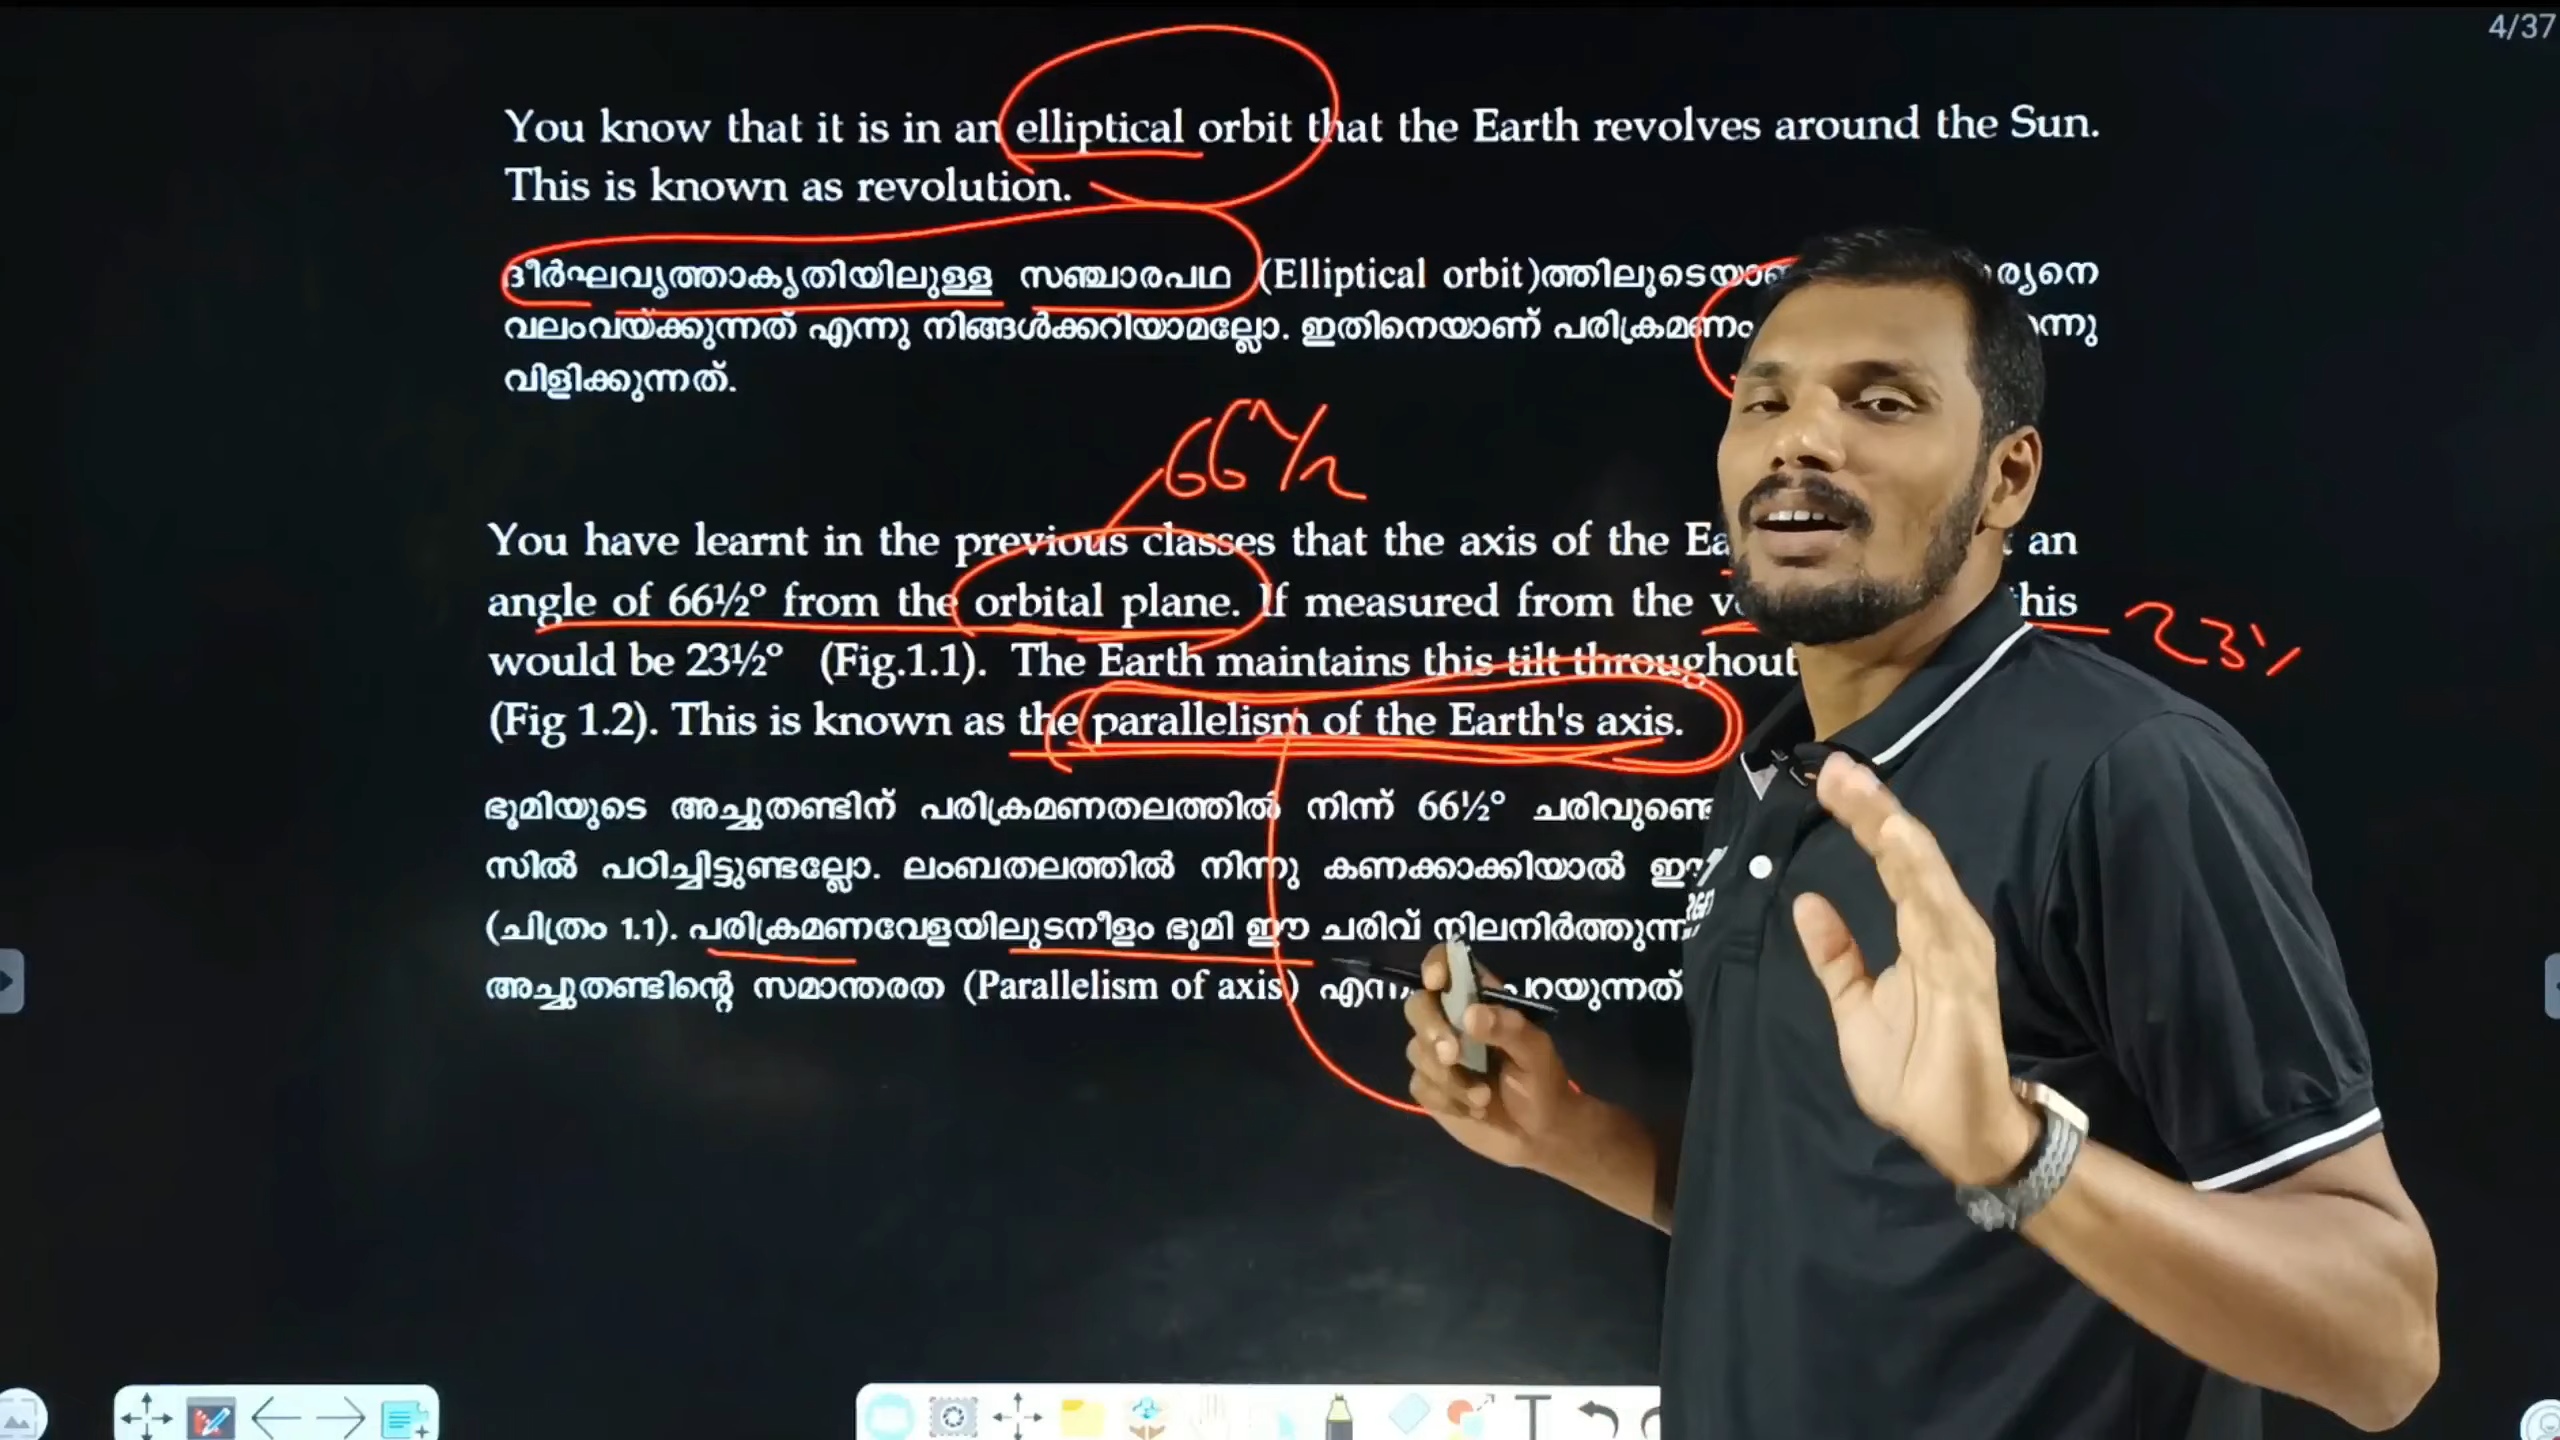 4/37
You know that it is in an elliptical orbit that the Earth revolves around the Sun.
This is known as revolution.
ദീർഘവൃത്താകൃതിയിലുള്ള സഞ്ചാരപഥ (Elliptical orbit)ത്തിലൂടെയാണ്
വലംവയ്ക്കുന്നത് എന്നു നിങ്ങൾക്കറിയാമല്ലോ. ഇതിനെയാണ് പരിക്രമണം
വിളിക്കുന്നത്.
66½
You have learnt in the previous classes that the axis of the an
angle of 66½° from the orbital plane. If measured from the this
23
would be 23½° (Fig.1.1). The Earth maintains this tilt throughout
(Fig 1.2). This is known as the parallelism of the Earth's axis.
ഭൂമിയുടെ അച്ചുതണ്ടിന് പരിക്രമണതലത്തിൽ നിന്ന് 66½°
സിൽ പഠിച്ചിട്ടുണ്ടല്ലോ. ലംബതലത്തിൽ നിന്നു കണക്കാക്കിയാൽ
(ചിത്രം 1.1). പരിക്രമണവേളയിലുടനീളം ഭൂമി ഈ ചരിവ്
അച്ചുതണ്ടിന്റെ സമാന്തരത (Parallelism of axis) പറയുന്നത്
T